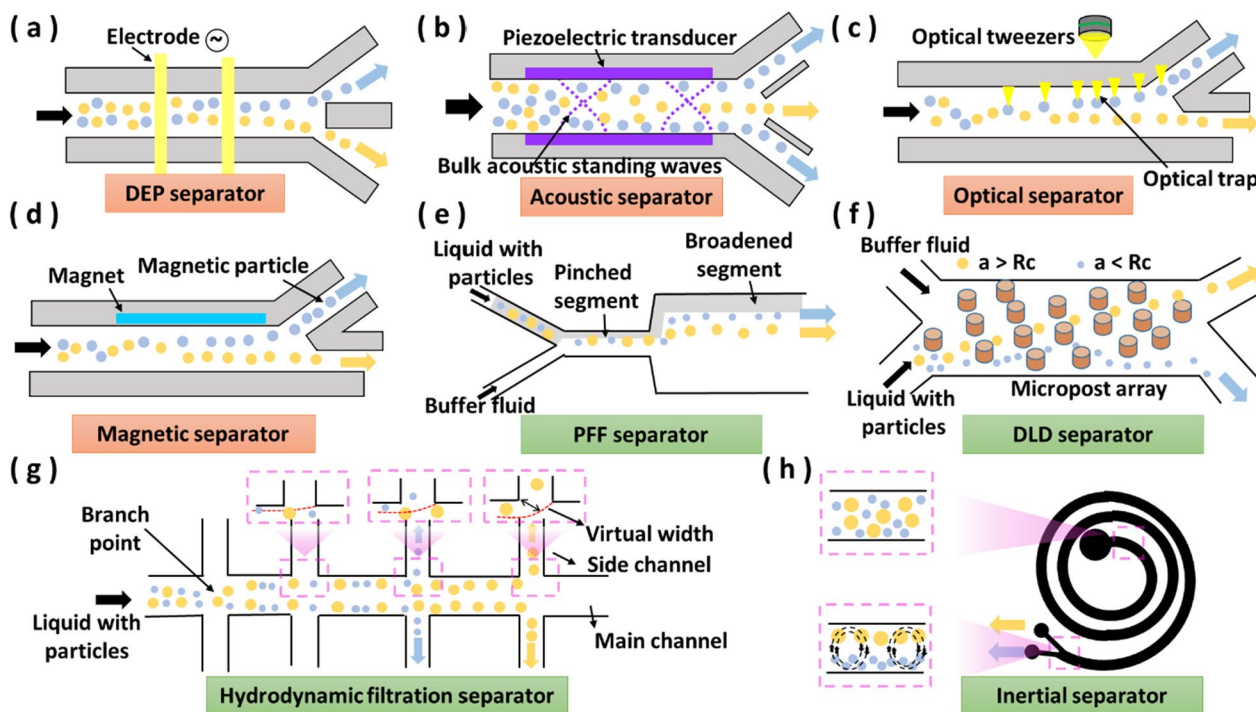 ( a )
Electrode ~
DEP separator
( b )
Piezoelectric transducer
Bulk acoustic standing waves
Acoustic separator
( c )
Optical tweezers
Optical trap
Optical separator
( d )
Magnetic particle
Magnet
Magnetic separator
( e )
Liquid with
particles
Pinched
segment
Broadened
segment
Buffer fluid
PFF separator
( f )
Buffer fluid
a > Rc
a < Rc
Liquid with
particles
Micropost array
DLD separator
( g )
Branch
point
Virtual width
Side channel
Liquid with
particles
Main channel
Hydrodynamic filtration separator
( h )
Inertial separator